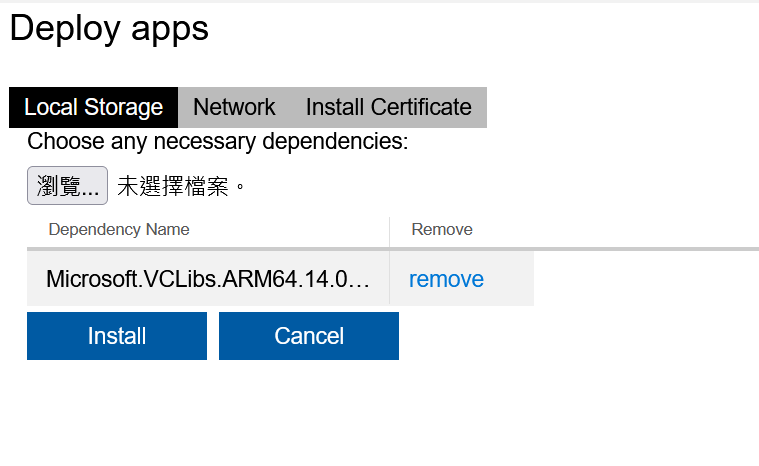 Deploy apps
Local Storage Network Install Certificate
Choose any necessary dependencies:
瀏覽... 未選擇檔案。
Dependency Name Remove
Microsoft.VCLibs.ARM64.14.0… remove
Install Cancel